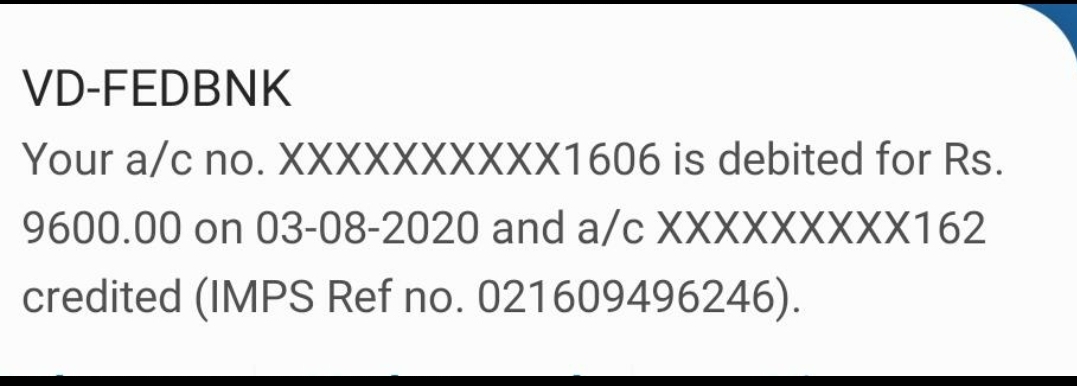 VD-FEDBNK
Your a/c no. XXXXXXXXXX1606 is debited for Rs.
9600.00 on 03-08-2020 and a/c XXXXXXXXX162
credited (IMPS Ref no. 021609496246).